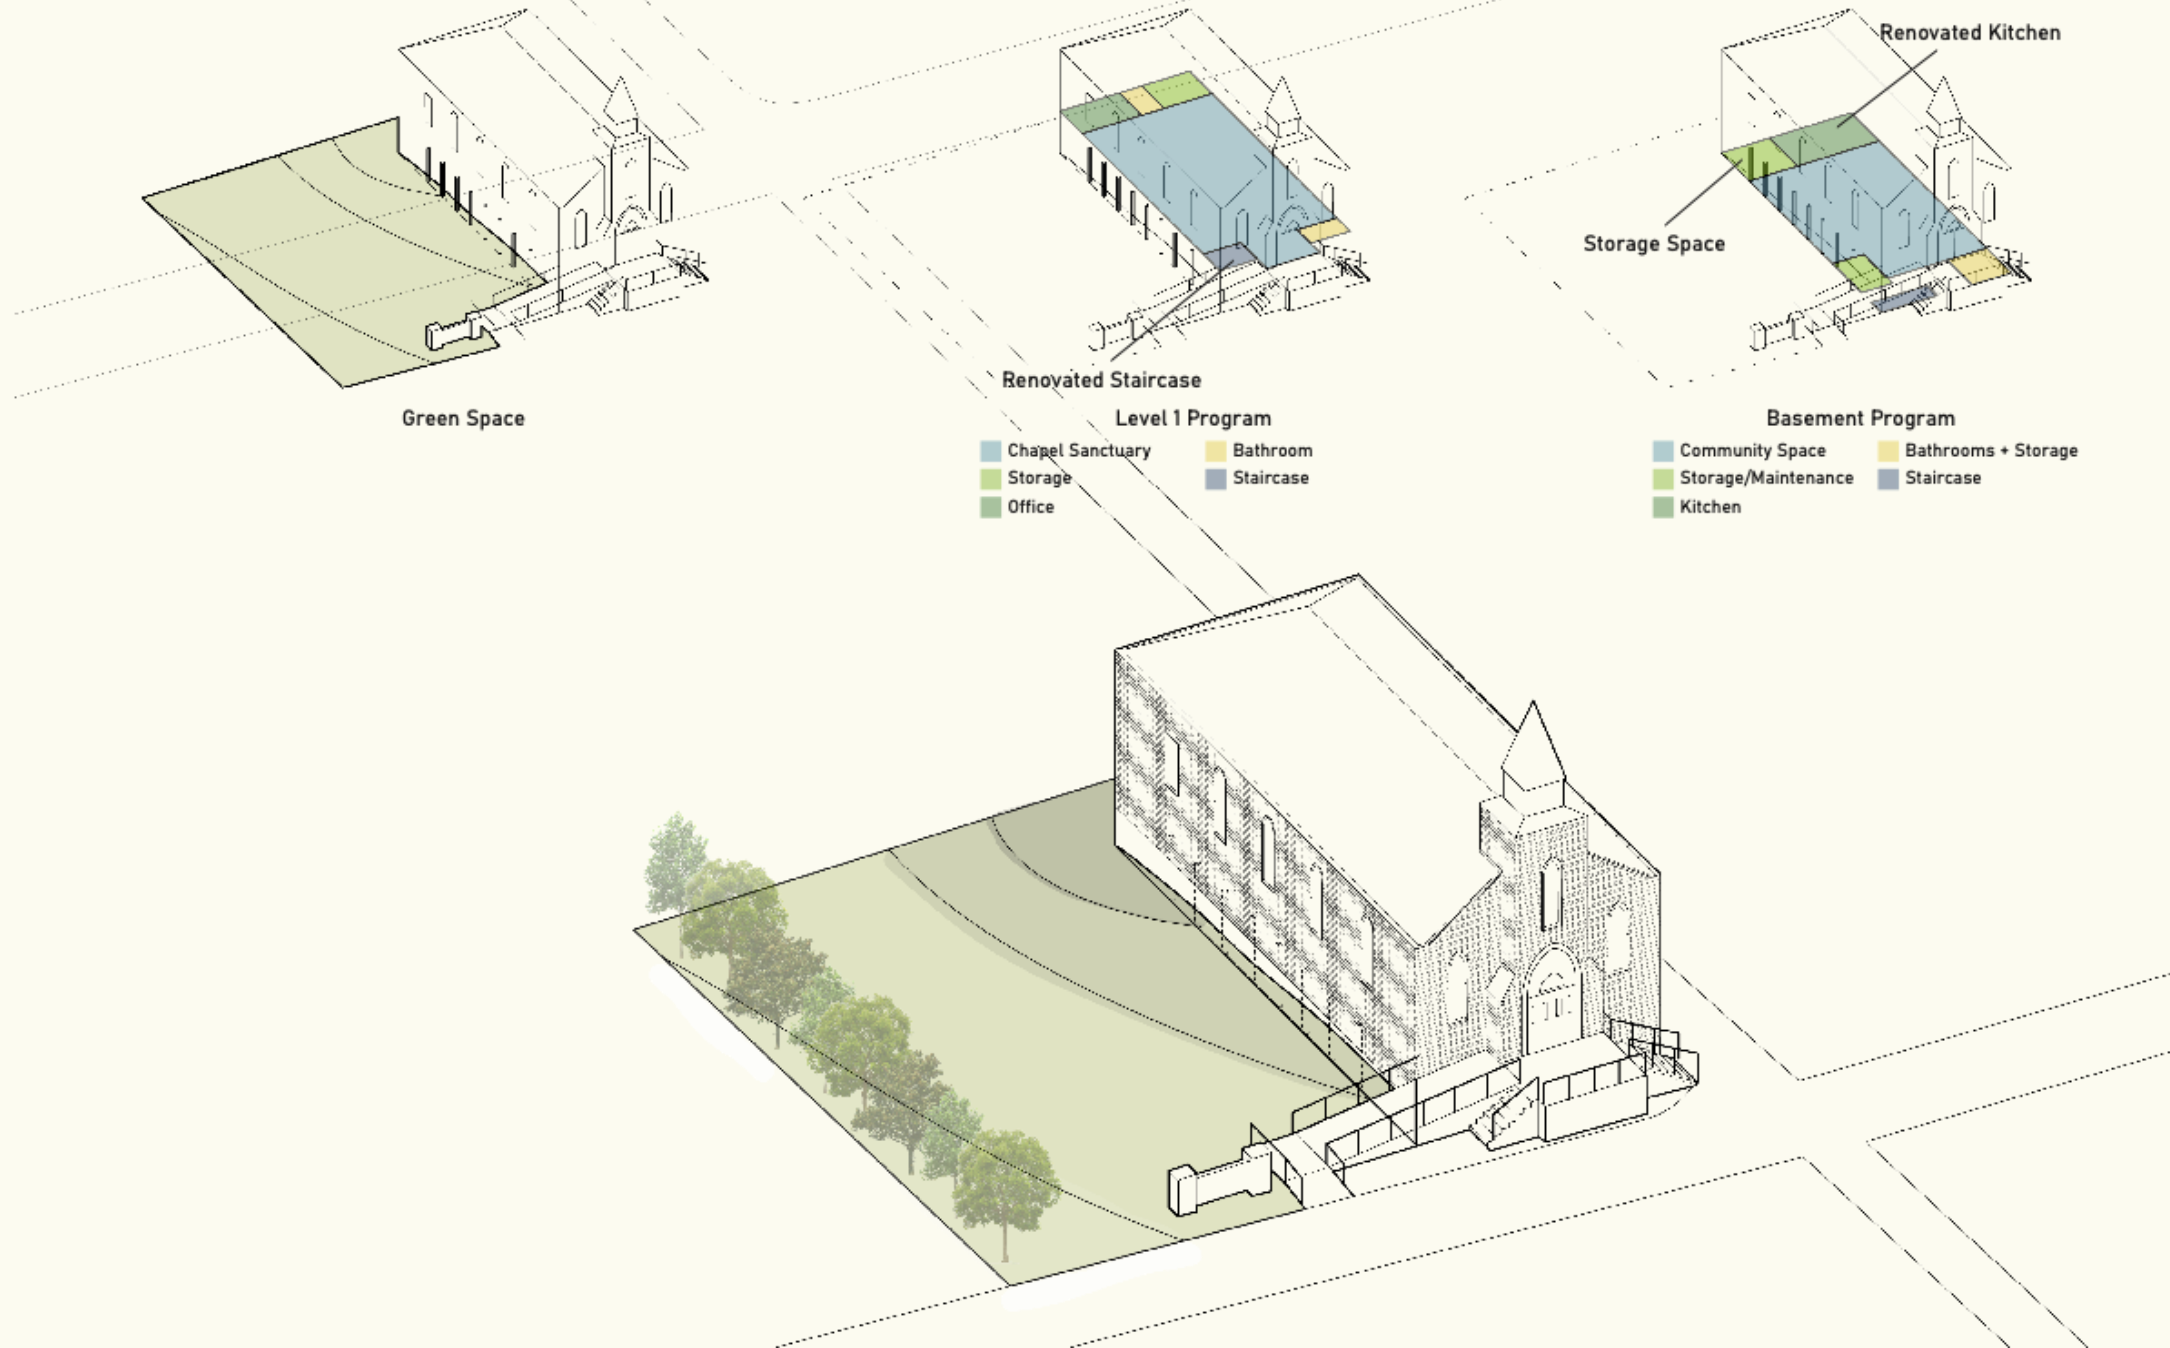 Renovated Kitchen
Storage Space
Renovated Staircase
Green Space
Level 1 Program
Chapel Sanctuary
Bathroom
Storage
Staircase
Office
Basement Program
Community Space
Bathrooms + Storage
Storage/Maintenance
Staircase
Kitchen